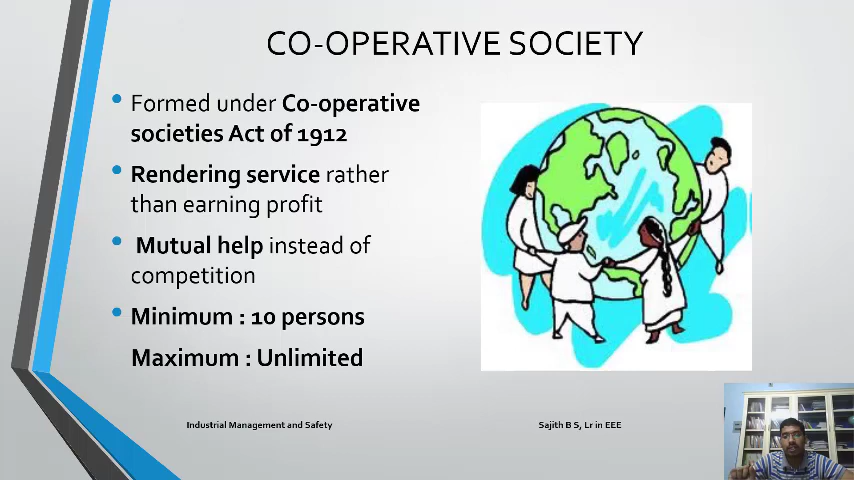 CO-OPERATIVE SOCIETY
Formed under Co-operative
societies Act of 1912
Rendering service rather
than earning profit
Mutual help instead of
competition
Minimum : 10 persons
Maximum : Unlimited
Industrial Management and Safety
Sajith B S, Lr in EEE